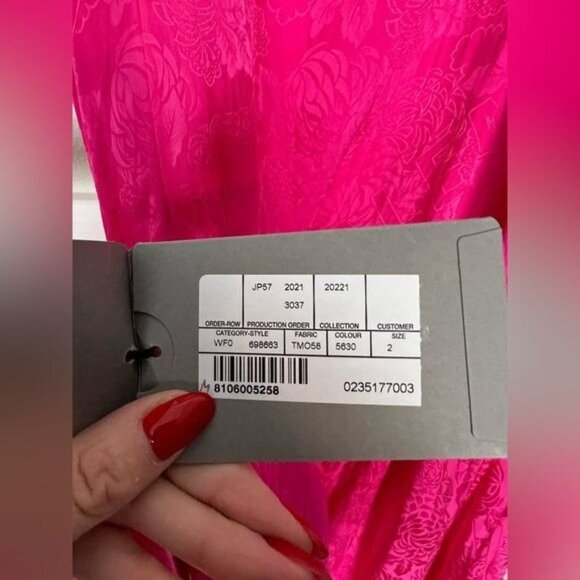 JP57 2021 20221
3037
ORDER-ROW PRODUCTION ORDER COLLECTION CUSTOMER
CATEGORY-STYLE FABRIC COLOUR SIZE
VVF0 698663 TMO58 5630 2
8106005258 0235177003